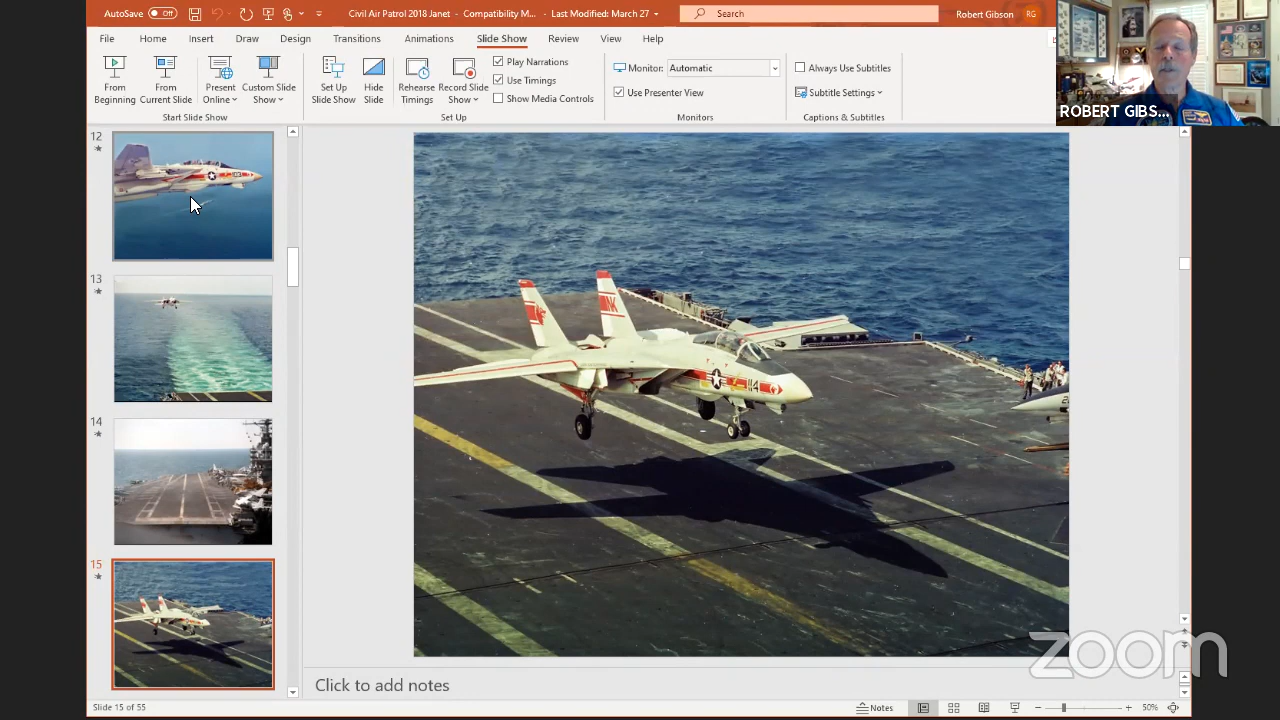 AutoSave Off Civil Air Patrol 2018 Janet - Compatibility M... - Last Modified: March 27 Search Robert Gibson RG
File Home Insert Draw Design Transitions Animations Slide Show Review View Help
From Beginning
From Current Slide
Present Online
Custom Slide Show
Start Slide Show
Set Up Slide Show
Hide Slide
Rehearse Timings
Record Slide Show
Play Narrations
Use Timings
Show Media Controls
Set Up
Monitor: Automatic
Use Presenter View
Monitors
Always Use Subtitles
Subtitle Settings
Captions & Subtitles
ROBERT GIBS...
12
13
14
15
NK
114
zoom
Click to add notes
Slide 15 of 55 Notes 50%